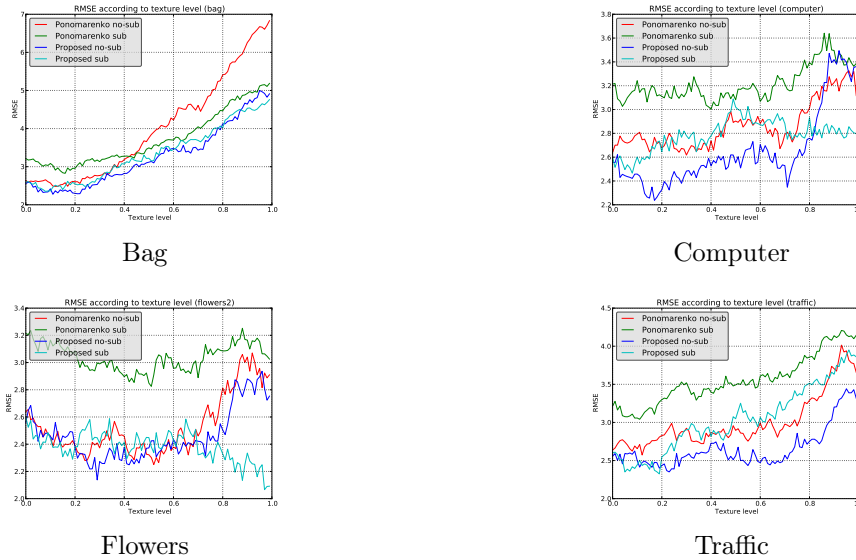 RMSE according to texture level (bag)
7
6
5
4
3
2
RMSE
Ponomarenko no-sub
Ponomarenko sub
Proposed no-sub
Proposed sub
0.0 0.2 0.4 0.6 0.8 1.0
Texture level
Bag
RMSE according to texture level (computer)
3.8
3.6
3.4
3.2
3.0
2.8
2.6
2.4
2.2
RMSE
Ponomarenko no-sub
Ponomarenko sub
Proposed no-sub
Proposed sub
0.0 0.2 0.4 0.6 0.8
Texture level
Computer
RMSE according to texture level (flowers2)
3.4
3.2
3.0
2.8
2.6
2.4
2.2
2.0
RMSE
Ponomarenko no-sub
Ponomarenko sub
Proposed no-sub
Proposed sub
0.0 0.2 0.4 0.6 0.8 1.0
Texture level
Flowers
RMSE according to texture level (traffic)
4.5
4.0
3.5
3.0
2.5
2.0
RMSE
Ponomarenko no-sub
Ponomarenko sub
Proposed no-sub
Proposed sub
0.0 0.2 0.4 0.6 0.8
Texture level
Traffic